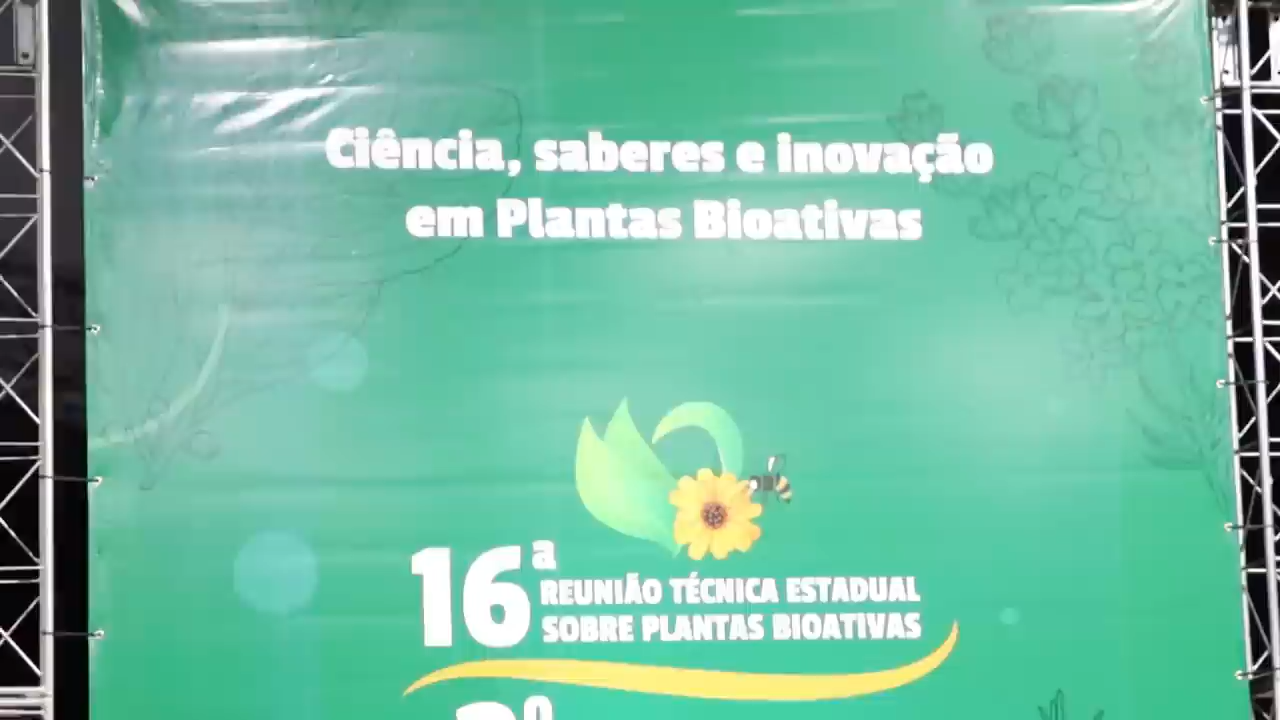 Ciência, saberes e inovação
em Plantas Bioativas
16ª
REUNIÃO TÉCNICA ESTADUAL
SOBRE PLANTAS BIOATIVAS